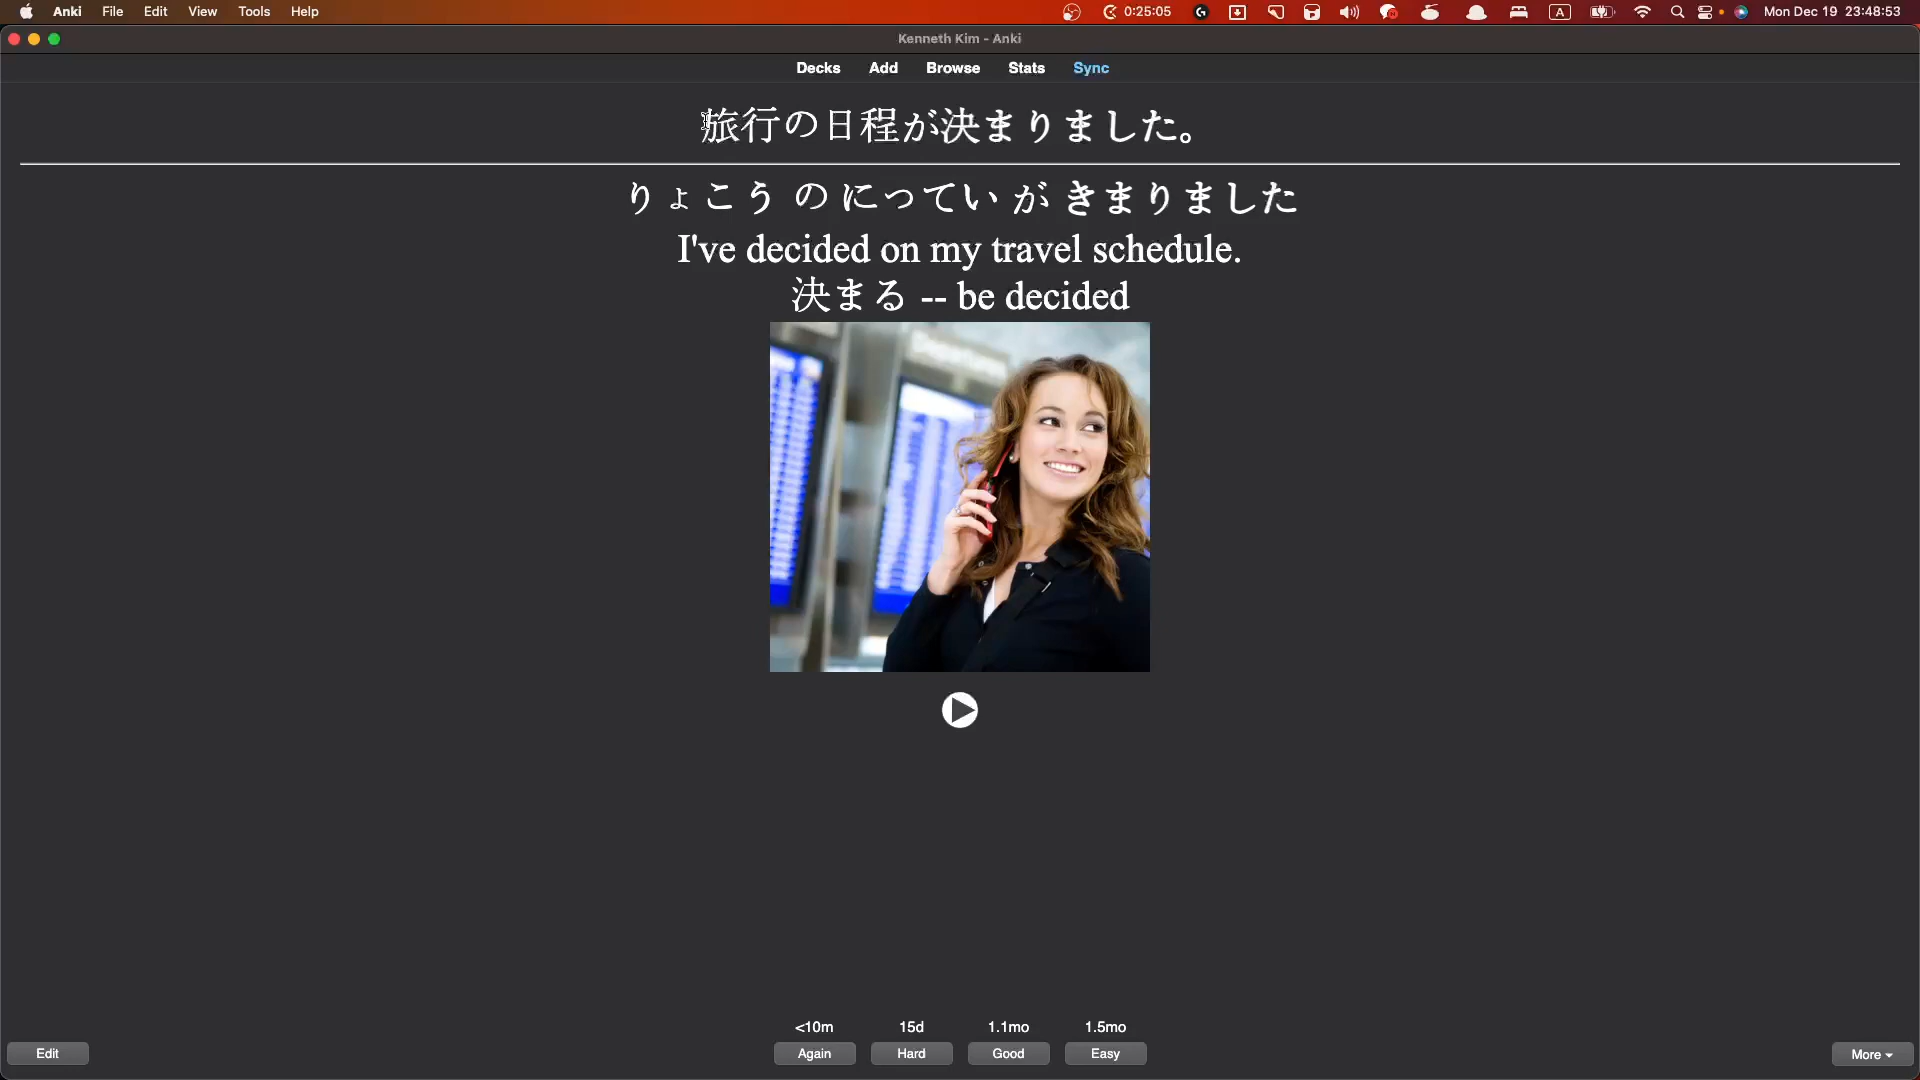 Anki File Edit View Tools Help 0:25:05 A Mon Dec 19 23:48:53
Kenneth Kim - Anki
Decks Add Browse Stats Sync
旅行の日程が決まりました。
りょこう の にってい が きまりました
I've decided on my travel schedule.
決まる -- be decided
Departures
<10m 15d 1.1mo 1.5mo
Edit Again Hard Good Easy More